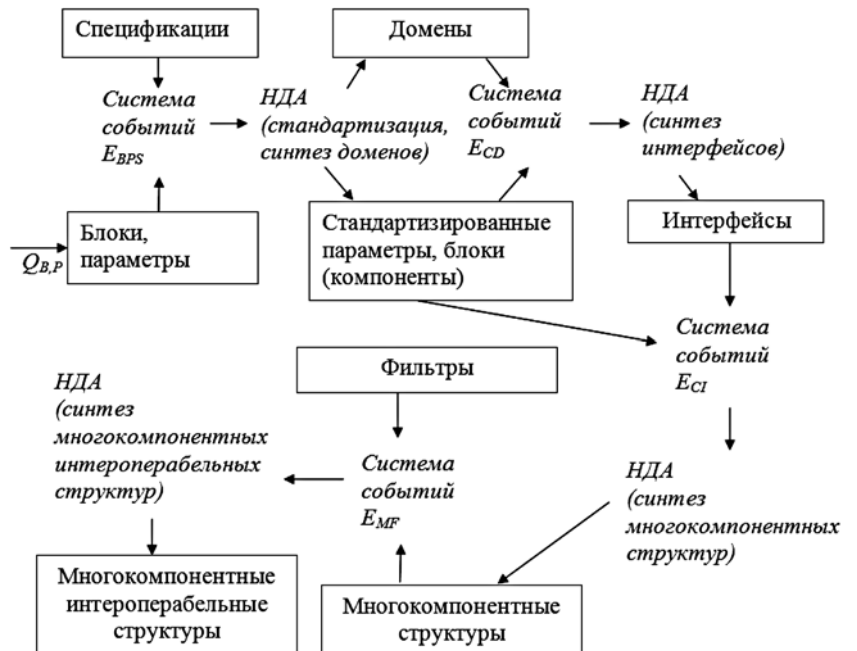 Спецификации
Домены
Система
событий
E_BPS
НДА
(стандартизация,
синтез доменов)
Система
событий
E_CD
НДА
(синтез
интерфейсов)
Блоки,
параметры
Q_B,P
Стандартизированные
параметры, блоки
(компоненты)
Интерфейсы
Система
событий
E_CI
Фильтры
НДА
(синтез
многокомпонентных
интероперабельных
структур)
Система
событий
E_MF
НДА
(синтез
многокомпонентных
структур)
Многокомпонентные
интероперабельные
структуры
Многокомпонентные
структуры